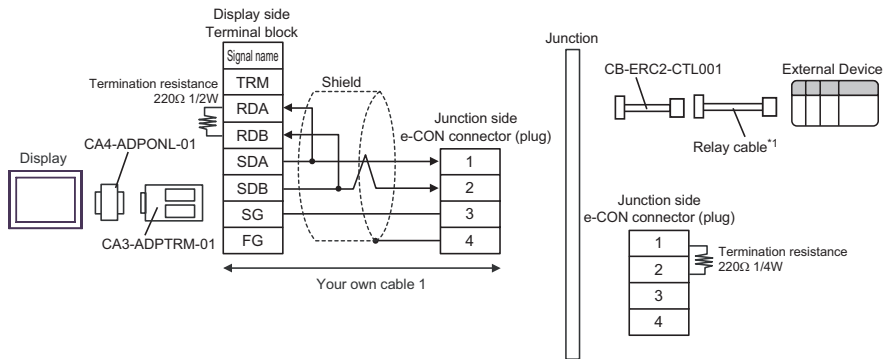 Display side
Terminal block
Signal name
TRM
RDA
RDB
SDA
SDB
SG
FG
Termination resistance
220Ω 1/2W
Shield
Display
CA4-ADPONL-01
CA3-ADPTRM-01
Junction side
e-CON connector (plug)
1
2
3
4
Your own cable 1
Junction
CB-ERC2-CTL001
External Device
Relay cable*1
Junction side
e-CON connector (plug)
1
2
3
4
Termination resistance
220Ω 1/4W